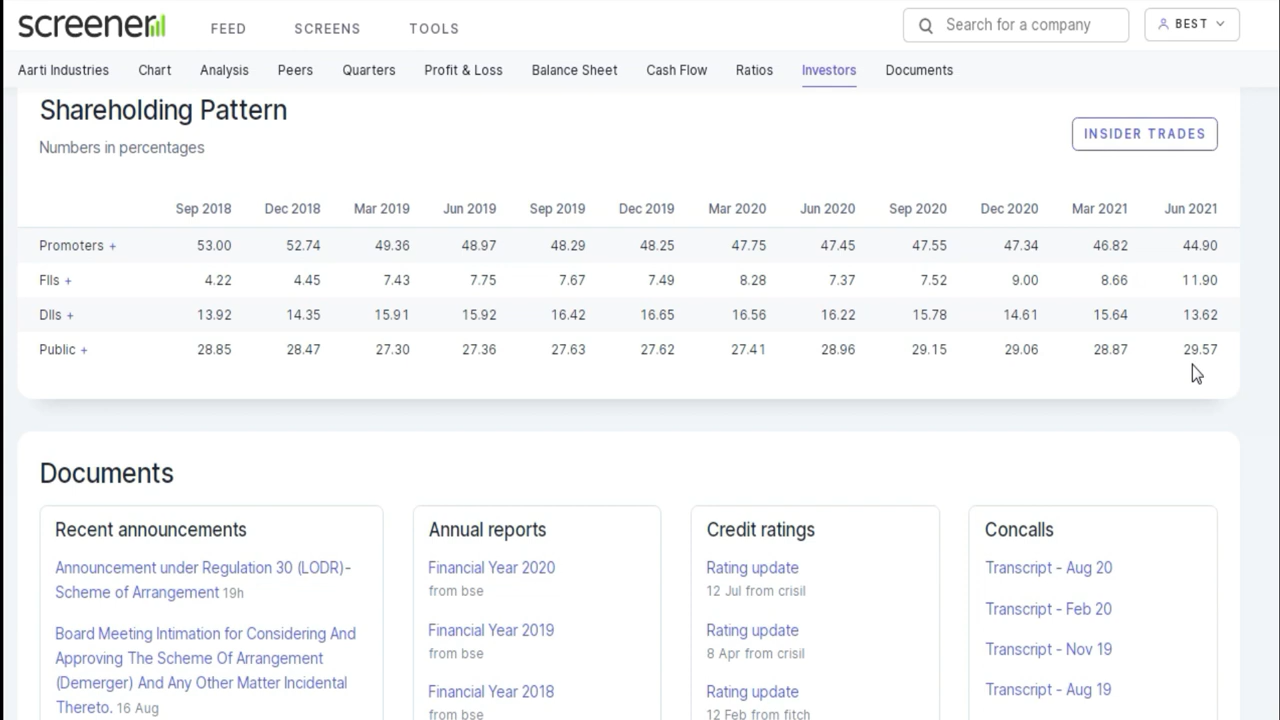 screener FEED SCREENS TOOLS Search for a company BEST
Aarti Industries Chart Analysis Peers Quarters Profit & Loss Balance Sheet Cash Flow Ratios Investors Documents
Shareholding Pattern
INSIDER TRADES
Numbers in percentages
Sep 2018 Dec 2018 Mar 2019 Jun 2019 Sep 2019 Dec 2019 Mar 2020 Jun 2020 Sep 2020 Dec 2020 Mar 2021 Jun 2021
Promoters + 53.00 52.74 49.36 48.97 48.29 48.25 47.75 47.45 47.55 47.34 46.82 44.90
FIIs + 4.22 4.45 7.43 7.75 7.67 7.49 8.28 7.37 7.52 9.00 8.66 11.90
DIIs + 13.92 14.35 15.91 15.92 16.42 16.65 16.56 16.22 15.78 14.61 15.64 13.62
Public + 28.85 28.47 27.30 27.36 27.63 27.62 27.41 28.96 29.15 29.06 28.87 29.57
Documents
Recent announcements
Announcement under Regulation 30 (LODR)-
Scheme of Arrangement 19h
Board Meeting Intimation for Considering And
Approving The Scheme Of Arrangement
(Demerger) And Any Other Matter Incidental
Thereto. 16 Aug
Annual reports
Financial Year 2020
from bse
Financial Year 2019
from bse
Financial Year 2018
from bse
Credit ratings
Rating update
12 Jul from crisil
Rating update
8 Apr from crisil
Rating update
12 Feb from fitch
Concalls
Transcript - Aug 20
Transcript - Feb 20
Transcript - Nov 19
Transcript - Aug 19